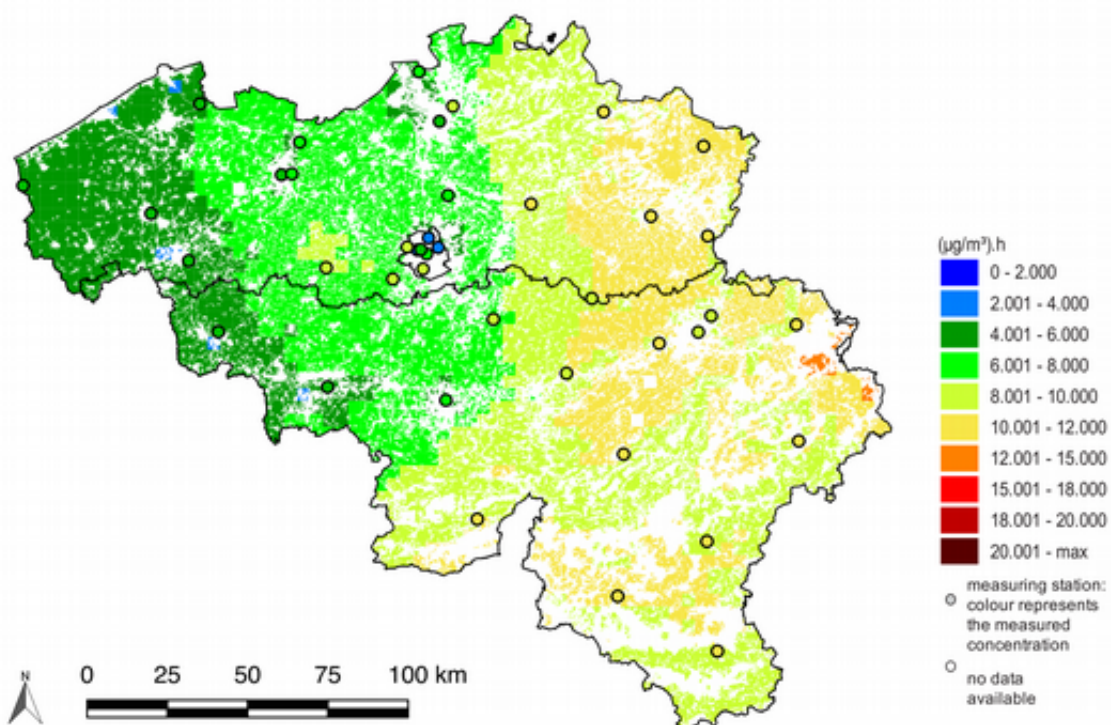 (µg/m³).h
0 - 2.000
2.001 - 4.000
4.001 - 6.000
6.001 - 8.000
8.001 - 10.000
10.001 - 12.000
12.001 - 15.000
15.001 - 18.000
18.001 - 20.000
20.001 - max
measuring station:
colour represents
the measured
concentration
no data
available
N
0 25 50 75 100 km